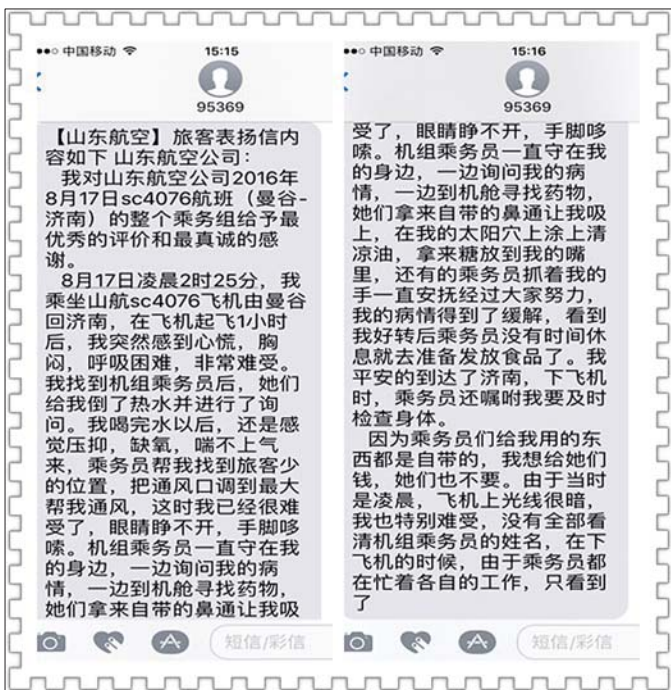 中国移动
15:15
95369
【山东航空】旅客表扬信内
容如下 山东航空公司：
我对山东航空公司2016年
8月17日sc4076航班（曼谷-
济南）的整个乘务组给予最
优秀的评价和最真诚的感
谢。
8月17日凌晨2时25分，我
乘坐山航sc4076飞机由曼谷
回济南，在飞机起飞1小时
后，我突然感到心慌，胸
闷，呼吸困难，非常难受。
我找到机组乘务员后，她们
给我倒了热水并进行了询
问。我喝完水以后，还是感
觉压抑，缺氧，喘不上气
来，乘务员帮我找到旅客少
的位置，把通风口调到最大
帮我通风，这时我已经很难
受了，眼睛睁不开，手脚哆
嗦。机组乘务员一直守在我
的身边，一边询问我的病
情，一边到机舱寻找药物，
她们拿来自带的鼻通让我吸
短信/彩信
中国移动
15:16
95369
受了，眼睛睁不开，手脚哆
嗦。机组乘务员一直守在我
的身边，一边询问我的病
情，一边到机舱寻找药物，
她们拿来自带的鼻通让我吸
上，在我的太阳穴上涂上清
凉油，拿来糖放到我的嘴
里，还有的乘务员抓着我的
手一直安抚经过大家努力，
我的病情得到了缓解，看到
我好转后乘务员没有时间休
息就去准备发放食品了。我
平安的到达了济南，下飞机
时，乘务员还嘱咐我要及时
检查身体。
因为乘务员们给我用的东
西都是自带的，我想给她们
钱，她们也不要。由于当时
是凌晨，飞机上光线很暗，
我也特别难受，没有全部看
清机组乘务员的姓名，在下
飞机的时候，由于乘务员都
在忙着各自的工作，只看到
了
短信/彩信